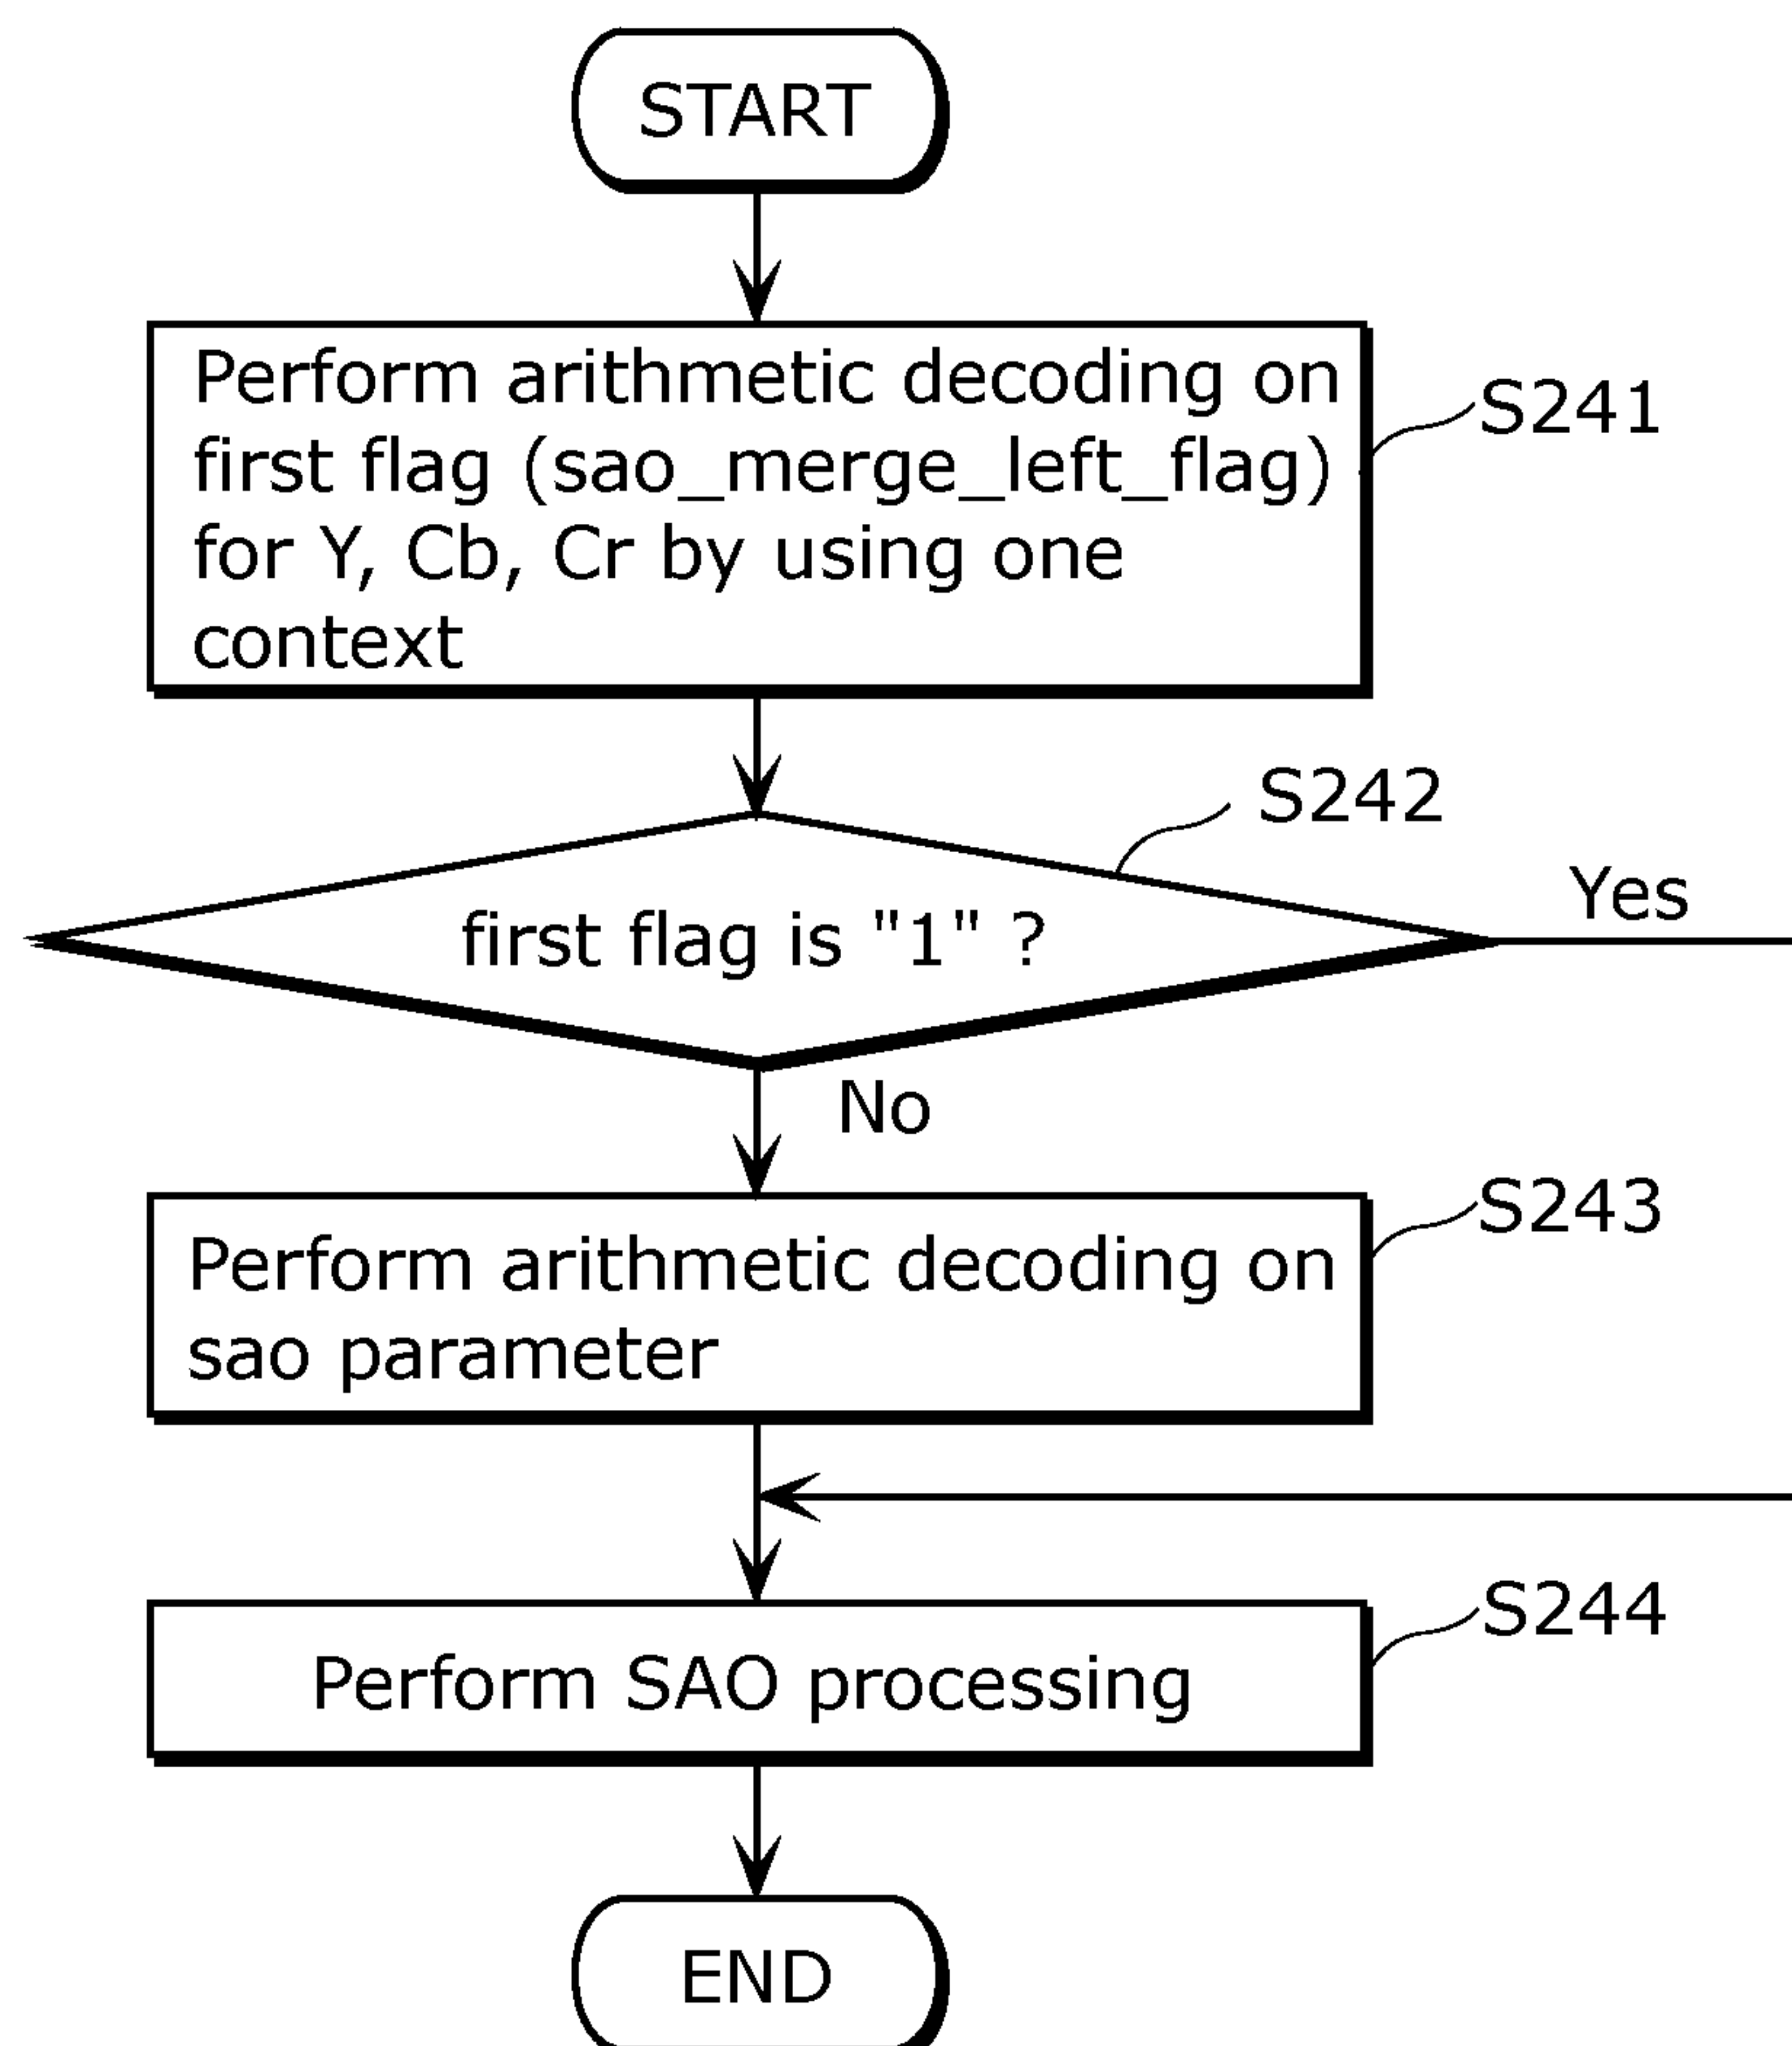 START
Perform arithmetic decoding on
first flag (sao_merge_left_flag)
for Y, Cb, Cr by using one
context
S241
S242
first flag is "1" ?
Yes
No
Perform arithmetic decoding on
sao parameter
S243
Perform SAO processing
S244
END